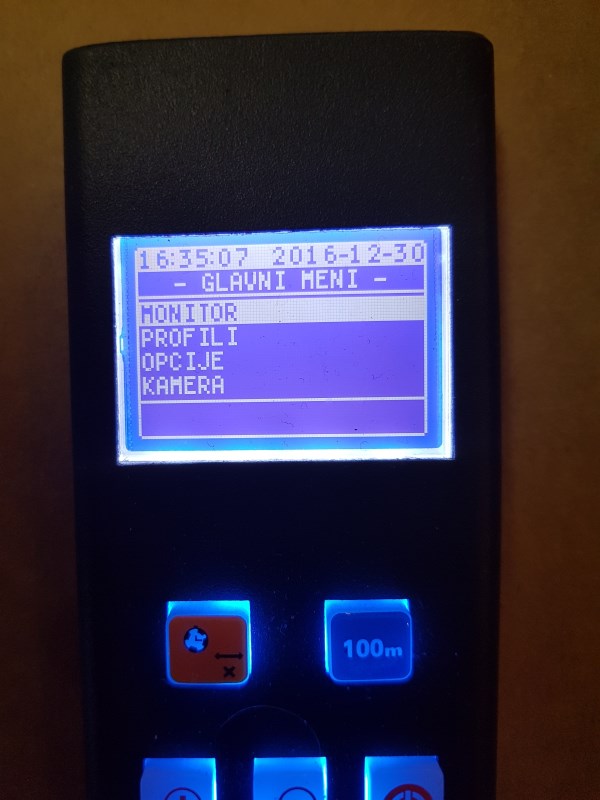 16:35:07 2016-12-30
- GLAVNI MENI -
MONITOR
PROFILI
OPCIJE
KAMERA
100m